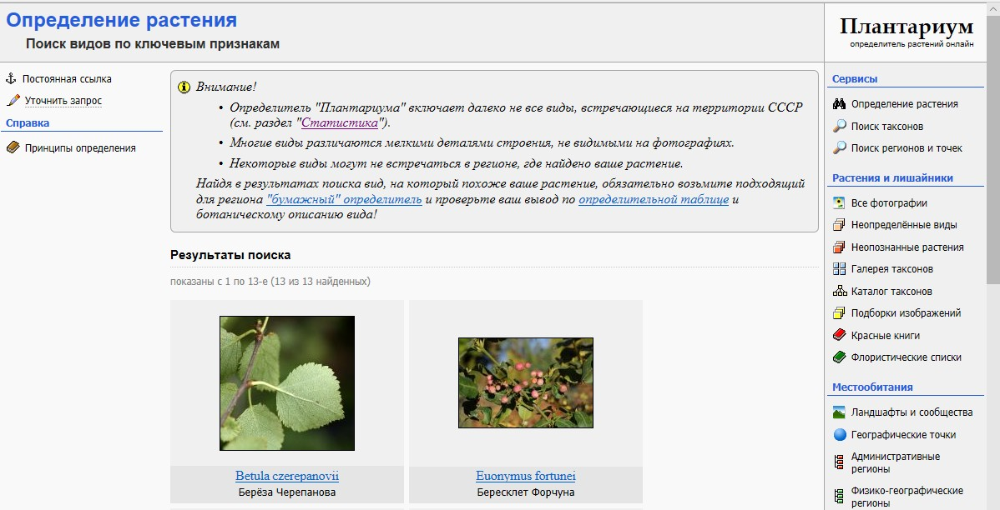 Определение растения
Поиск видов по ключевым признакам
Плантариум
определитель растений онлайн
Постоянная ссылка
Уточнить запрос
Справка
Принципы определения
Внимание!
• Определитель "Плантариума" включает далеко не все виды, встречающиеся на территории СССР
(см. раздел "Статистика").
• Многие виды различаются мелкими деталями строения, не видимыми на фотографиях.
• Некоторые виды могут не встречаться в регионе, где найдено ваше растение.
Найдя в результатах поиска вид, на который похоже ваше растение, обязательно возьмите подходящий
для региона "бумажный" определитель и проверьте ваш вывод по определительной таблице и
ботаническому описанию вида!
Результаты поиска
показаны с 1 по 13-е (13 из 13 найденных)
Betula czerepanovii
Берёза Черепанова
Euonymus fortunei
Бересклет Форчуна
Сервисы
Определение растения
Поиск таксонов
Поиск регионов и точек
Растения и лишайники
Все фотографии
Неопределённые виды
Неопознанные растения
Галерея таксонов
Каталог таксонов
Подборки изображений
Красные книги
Флористические списки
Местообитания
Ландшафты и сообщества
Географические точки
Административные
регионы
Физико-географические
регионы